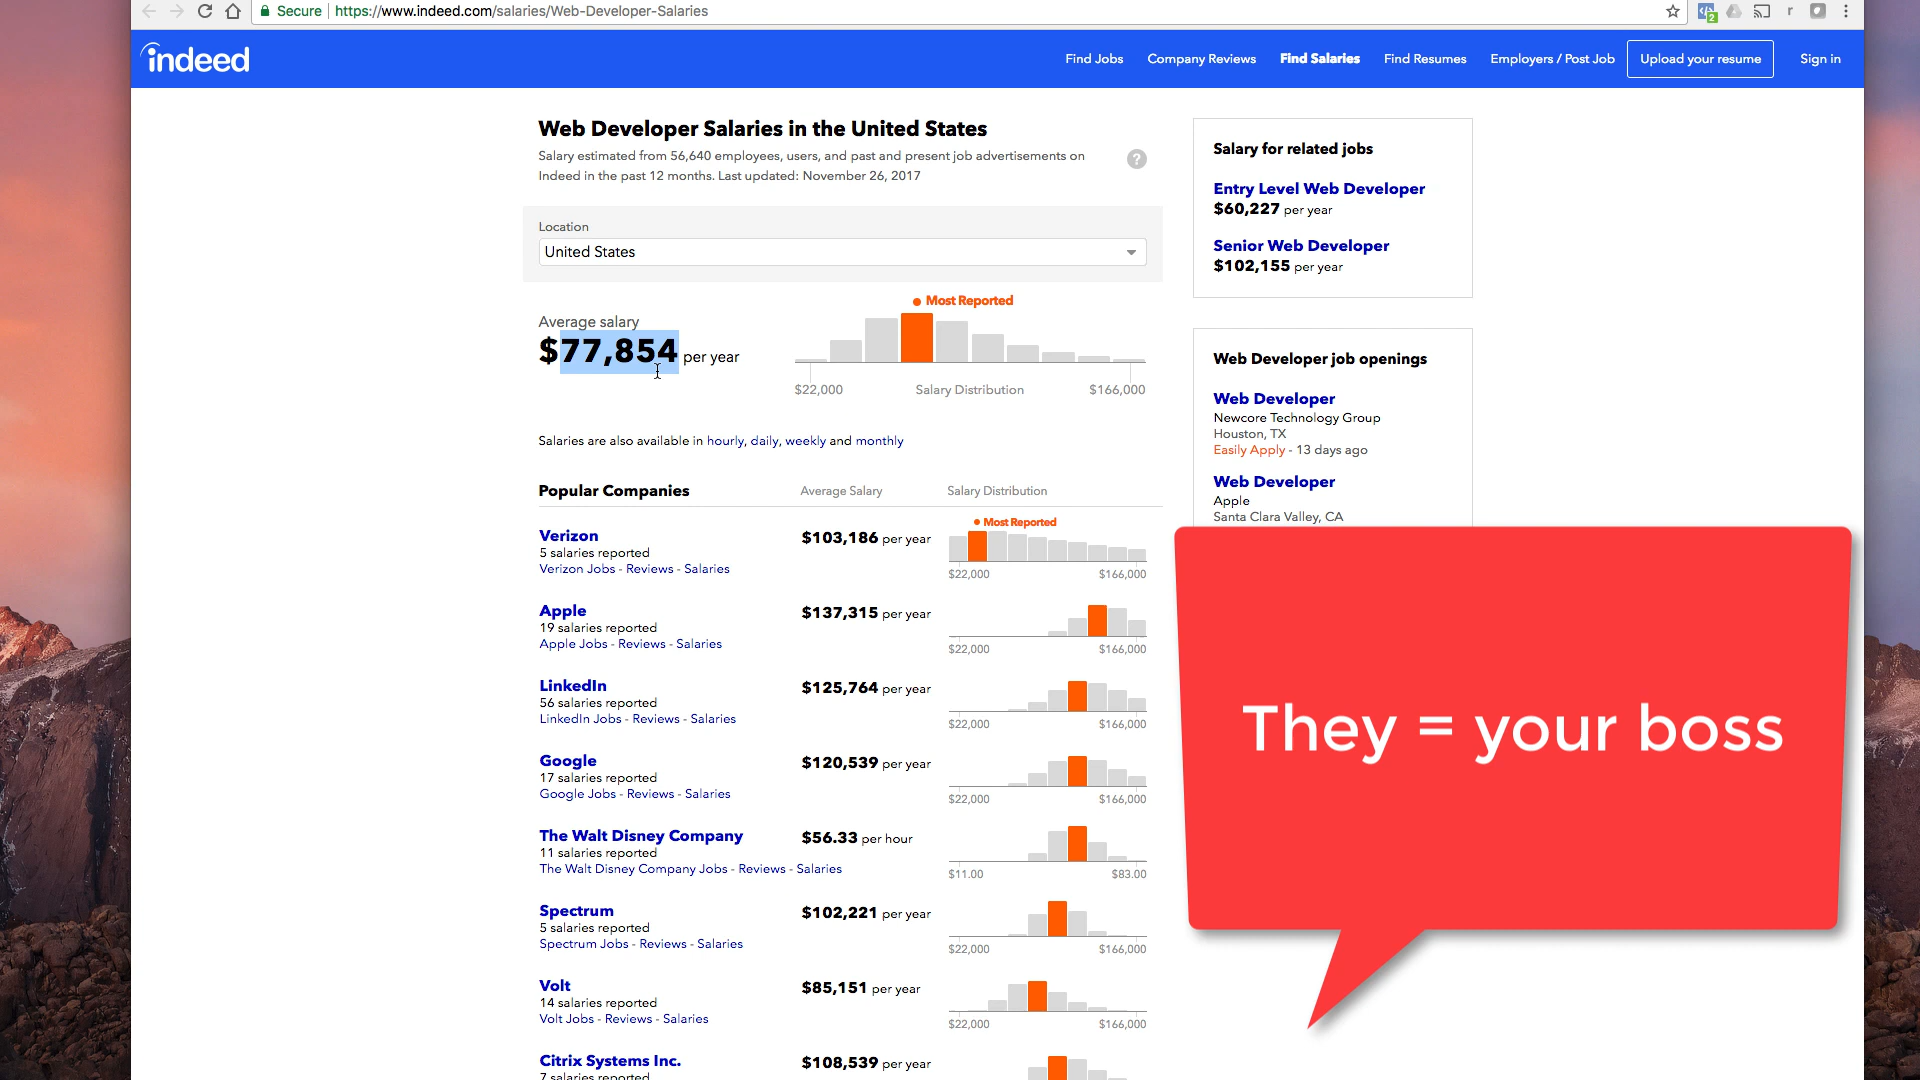 Secure
https://www.indeed.com/salaries/Web-Developer-Salaries
2
r
indeed
Find Jobs
Company Reviews
Find Salaries
Find Resumes
Employers / Post Job
Upload your resume
Sign in
Web Developer Salaries in the United States
Salary estimated from 56,640 employees, users, and past and present job advertisements on
Indeed in the past 12 months. Last updated: November 26, 2017
?
Location
United States
Average salary
$77,854 per year
Most Reported
$22,000
Salary Distribution
$166,000
Salaries are also available in hourly, daily, weekly and monthly
Popular Companies
Average Salary
Salary Distribution
Most Reported
Verizon
5 salaries reported
Verizon Jobs - Reviews - Salaries
$103,186 per year
$22,000
$166,000
Apple
19 salaries reported
Apple Jobs - Reviews - Salaries
$137,315 per year
$22,000
$166,000
LinkedIn
56 salaries reported
LinkedIn Jobs - Reviews - Salaries
$125,764 per year
$22,000
$166,000
Google
17 salaries reported
Google Jobs - Reviews - Salaries
$120,539 per year
$22,000
$166,000
The Walt Disney Company
11 salaries reported
The Walt Disney Company Jobs - Reviews - Salaries
$56.33 per hour
$11.00
$83.00
Spectrum
5 salaries reported
Spectrum Jobs - Reviews - Salaries
$102,221 per year
$22,000
$166,000
Volt
14 salaries reported
Volt Jobs - Reviews - Salaries
$85,151 per year
$22,000
$166,000
Citrix Systems Inc.
7 salaries reported
$108,539 per year
Salary for related jobs
Entry Level Web Developer
$60,227 per year
Senior Web Developer
$102,155 per year
Web Developer job openings
Web Developer
Newcore Technology Group
Houston, TX
Easily Apply - 13 days ago
Web Developer
Apple
Santa Clara Valley, CA
They = your boss